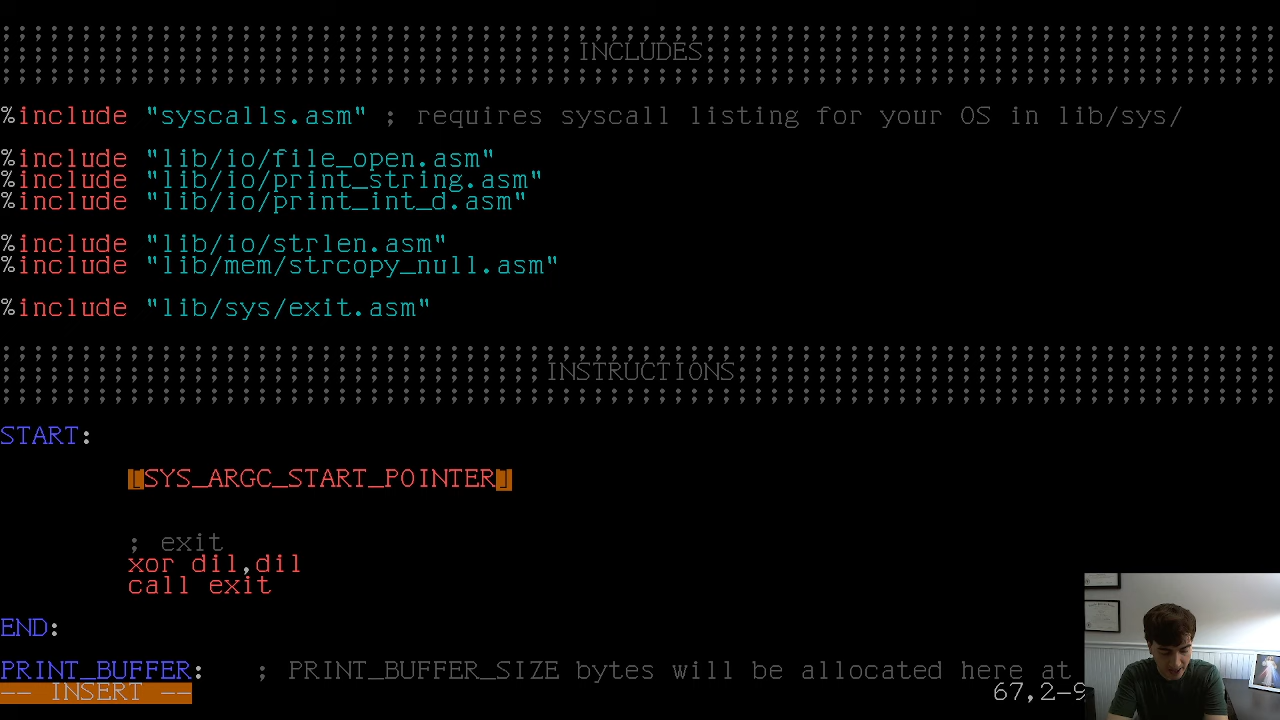 INCLUDES
%include "syscalls.asm" ; requires syscall listing for your OS in lib/sys/
%include "lib/io/file_open.asm"
%include "lib/io/print_string.asm"
%include "lib/io/print_int_d.asm"
%include "lib/io/strlen.asm"
%include "lib/mem/strcopy_null.asm"
%include "lib/sys/exit.asm"
INSTRUCTIONS
START:
[SYS_ARGC_START_POINTER]
; exit
xor dil,dil
call exit
END:
PRINT_BUFFER: ; PRINT_BUFFER_SIZE bytes will be allocated here at
-- INSERT -- 67,2-9